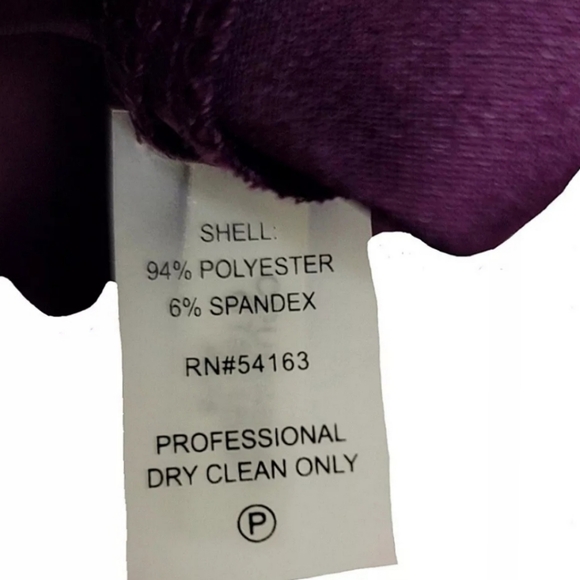 SHELL:
94% POLYESTER
6% SPANDEX
RN#54163
PROFESSIONAL
DRY CLEAN ONLY
P